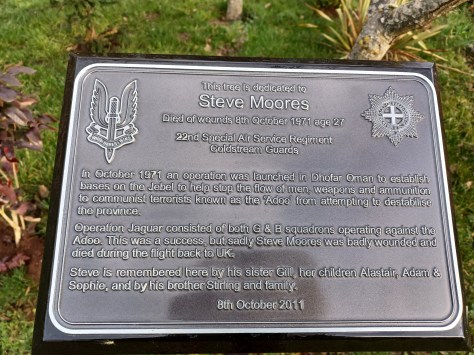 This tree is dedicated to
Steve Moores
Died of wounds 8th October 1971 age 27
22nd Special Air Service Regiment
Coldstream Guards
In October 1971 an operation was launched in Dhofar Oman to establish
bases on the Jebel to help stop the flow of men, weapons and ammunition
to communist terrorists known as the 'Adoo' from attempting to destabilise
the province.
Operation Jaguar consisted of both G & B squadrons operating against the
Adoo. This was a success, but sadly Steve Moores was badly wounded and
died during the flight back to UK.
Steve is remembered here by his sister Gill, her children Alastair, Adam &
Sophie, and by his brother Stirling and family.
8th October 2011